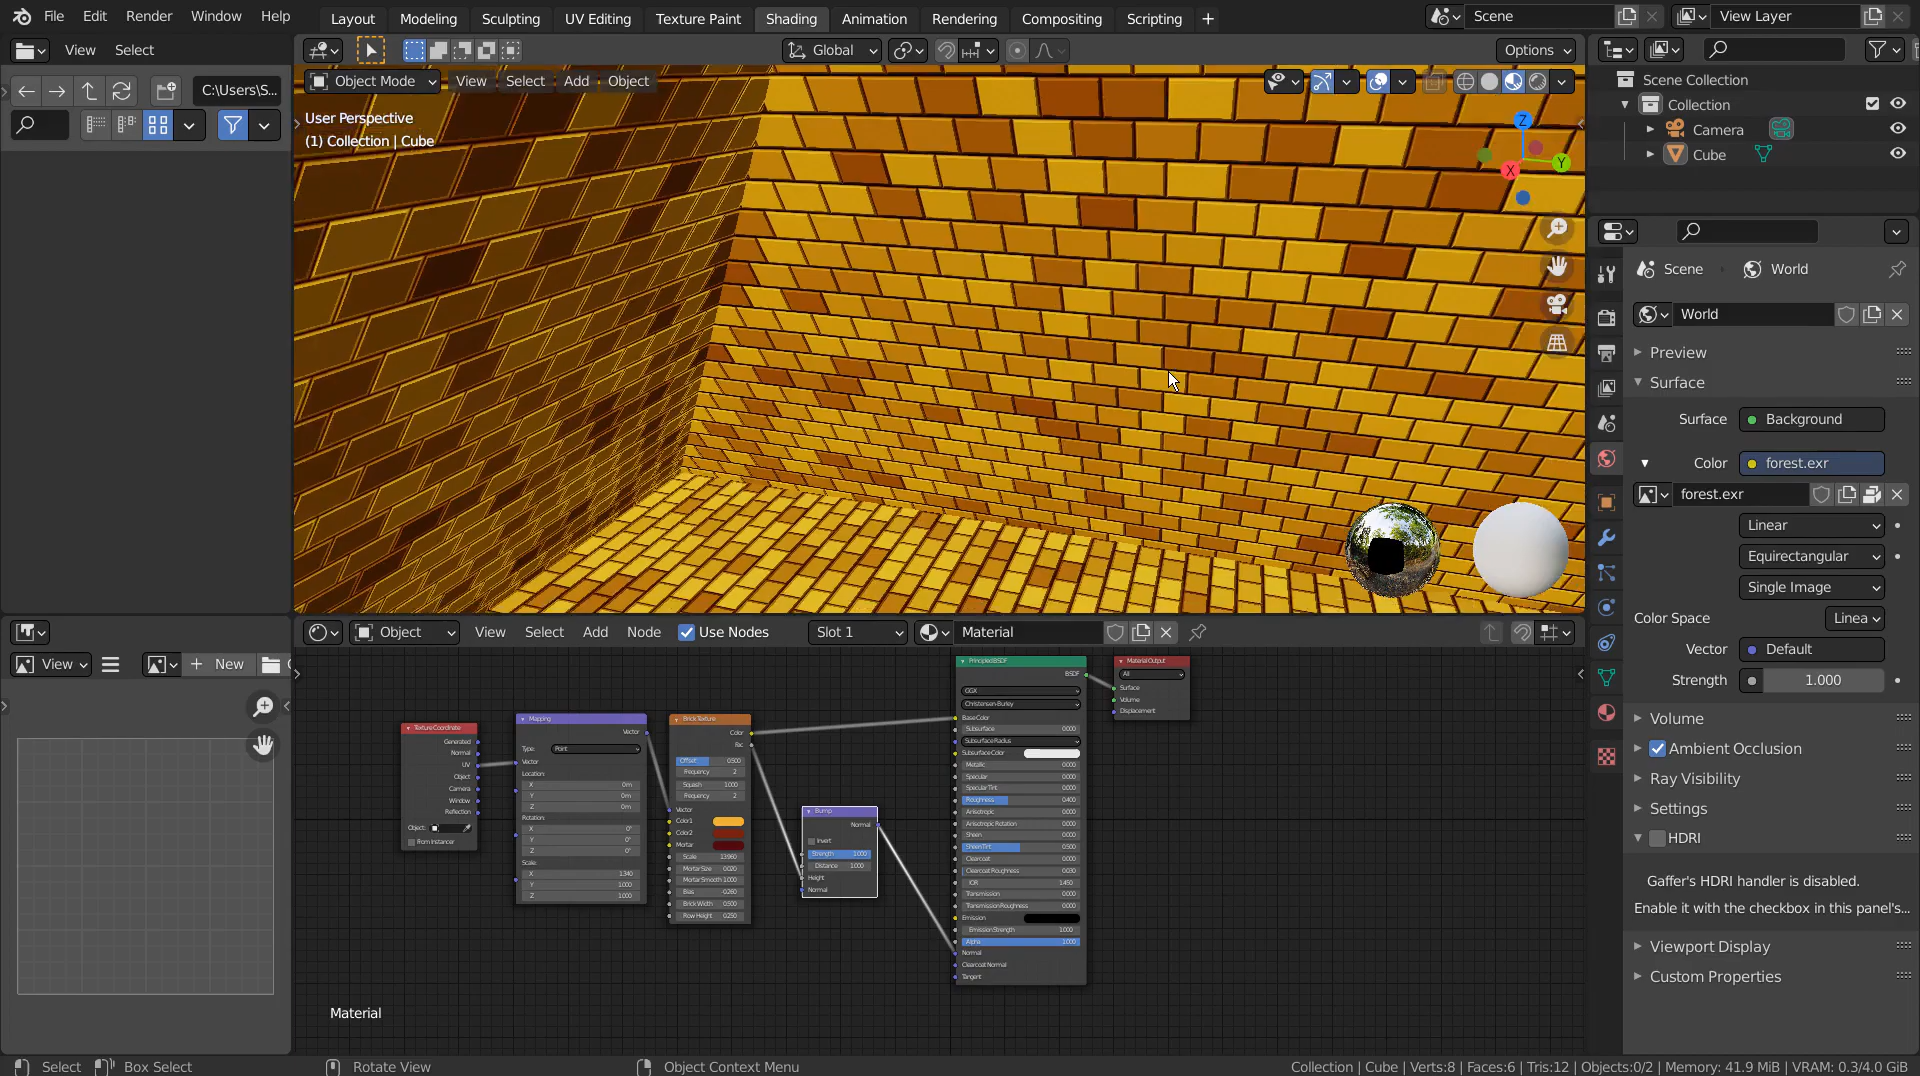 File Edit Render Window Help Layout Modeling Sculpting UV Editing Texture Paint Shading Animation Rendering Compositing Scripting + Scene View Layer
View Select Global Options
C:\Users\S... Object Mode View Select Add Object
User Perspective
(1) Collection | Cube
Z
Y
X
Scene Collection
Collection
Camera
Cube
Scene World
World
Preview
Surface
Surface Background
Color forest.exr
forest.exr
Linear
Equirectangular
Single Image
Color Space Linea
Vector Default
Strength 1.000
Volume
Ambient Occlusion
Ray Visibility
Settings
HDRI
Gaffer's HDRI handler is disabled.
Enable it with the checkbox in this panel's...
Viewport Display
Custom Properties
Object View Select Add Node Use Nodes Slot 1 Material
View + New
Texture Coordinate
Generated
Normal
UV
Object
Camera
Window
Reflection
Object:
From Instancer
Mapping
Vector
Type: Point
Vector
Location:
X 0m
Y 0m
Z 0m
Rotation:
X 0°
Y 0°
Z 0°
Scale:
X 1.340
Y 1.000
Z 1.000
Brick Texture
Color
Fac
Offset 0.500
Frequency 2
Squash 1.000
Frequency 2
Vector
Color1
Color2
Mortar
Scale 13.960
Mortar Size 0.020
Mortar Smooth 1.000
Bias -0.260
Brick Width 0.500
Row Height 0.250
Bump
Normal
Invert
Strength 1.000
Distance 1.000
Height
Normal
Principled BSDF
BSDF
GGX
Christensen-Burley
Base Color
Subsurface 0.000
Subsurface Radius
Subsurface Color
Metallic 0.000
Specular 0.000
Specular Tint 0.000
Roughness 0.400
Anisotropic 0.000
Anisotropic Rotation 0.000
Sheen 0.000
Sheen Tint 0.500
Clearcoat 0.000
Clearcoat Roughness 0.030
IOR 1.450
Transmission 0.000
Transmission Roughness 0.000
Emission
Emission Strength 1.000
Alpha 1.000
Normal
Clearcoat Normal
Tangent
Material Output
All
Surface
Volume
Displacement
Material
Select Box Select Rotate View Object Context Menu Collection | Cube | Verts:8 | Faces:6 | Tris:12 | Objects:0/2 | Memory: 41.9 MiB | VRAM: 0.3/4.0 GiB